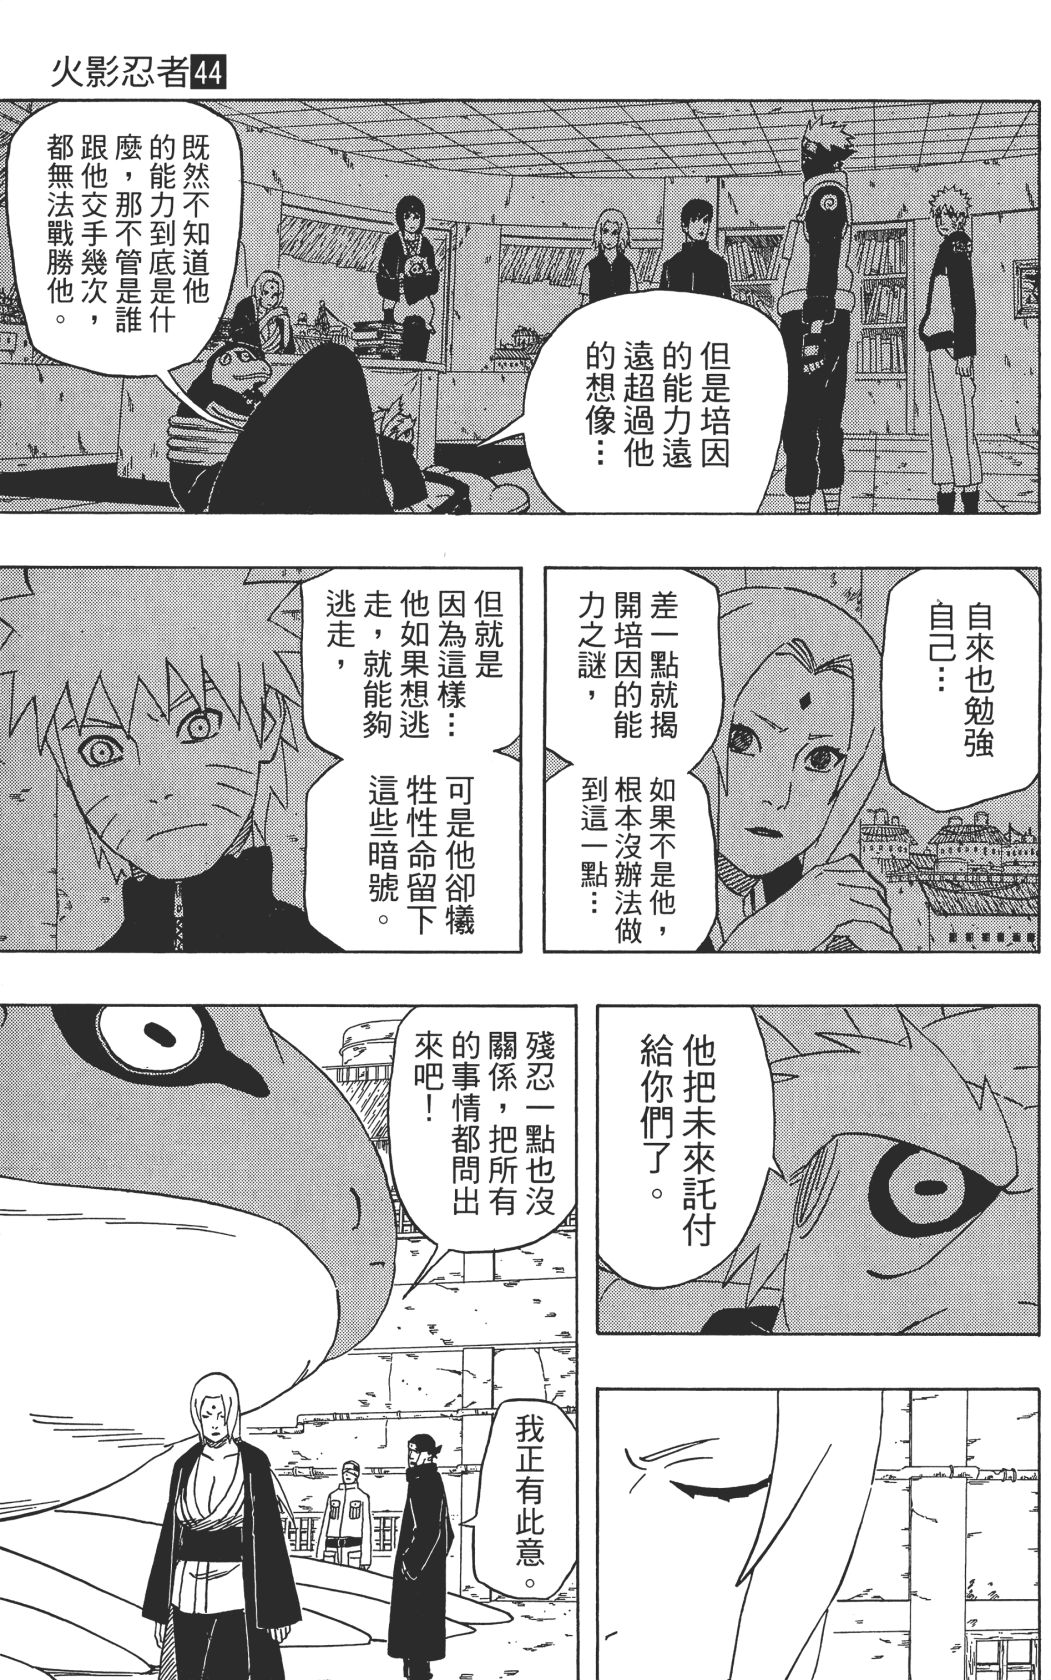 火影忍者44
但是培因
的能力遠
遠超過他
的想像…
既然不知道他
的能力到底是什
麼，那不管是誰
跟他交手幾次，
都無法戰勝他。
自來也勉強
自己…
差一點就揭
開培因的能
力之謎，
如果不是他，
根本沒辦法做
到這一點…
但就是
因為這樣…
他如果想逃
走，就能夠
逃走，
可是他卻犧
牲性命留下
這些暗號。
他把未來託付
給你們了。
殘忍一點也沒
關係，把所有
的事情都問出
來吧！
我正有此意。